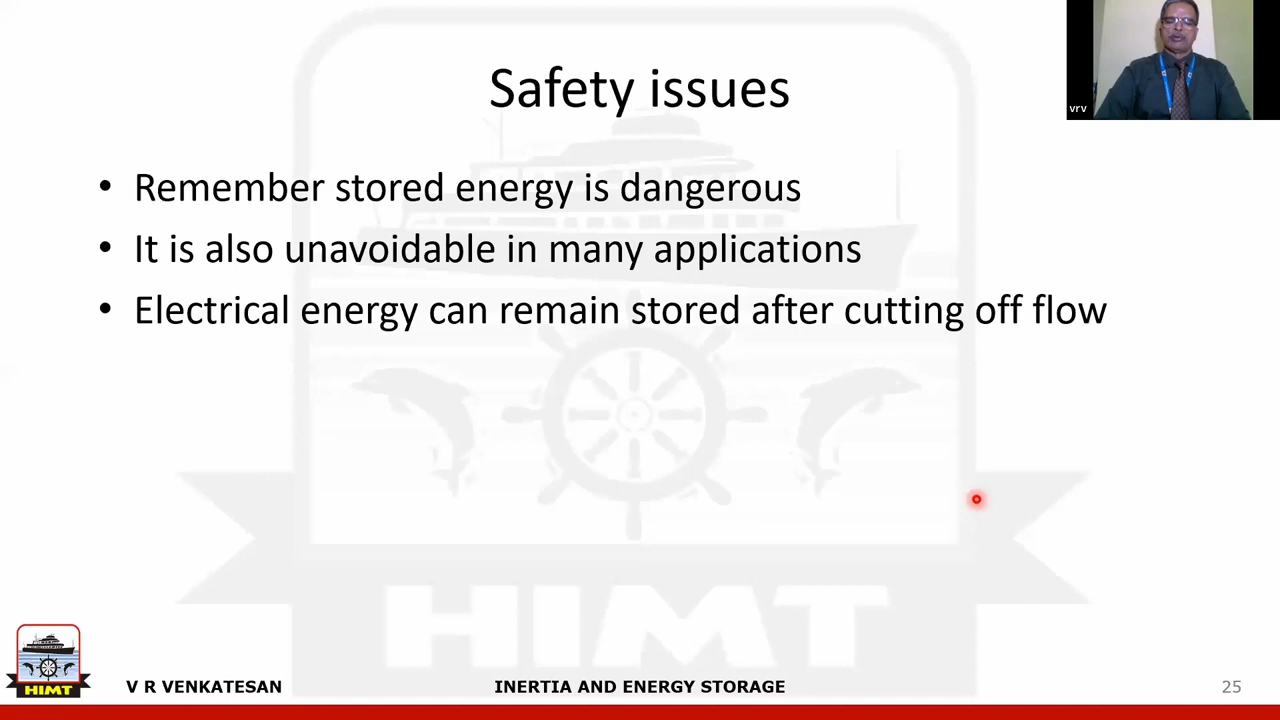 Safety issues
vrv
• Remember stored energy is dangerous
• It is also unavoidable in many applications
• Electrical energy can remain stored after cutting off flow
HIMT
HIMT
V R VENKATESAN
INERTIA AND ENERGY STORAGE
25